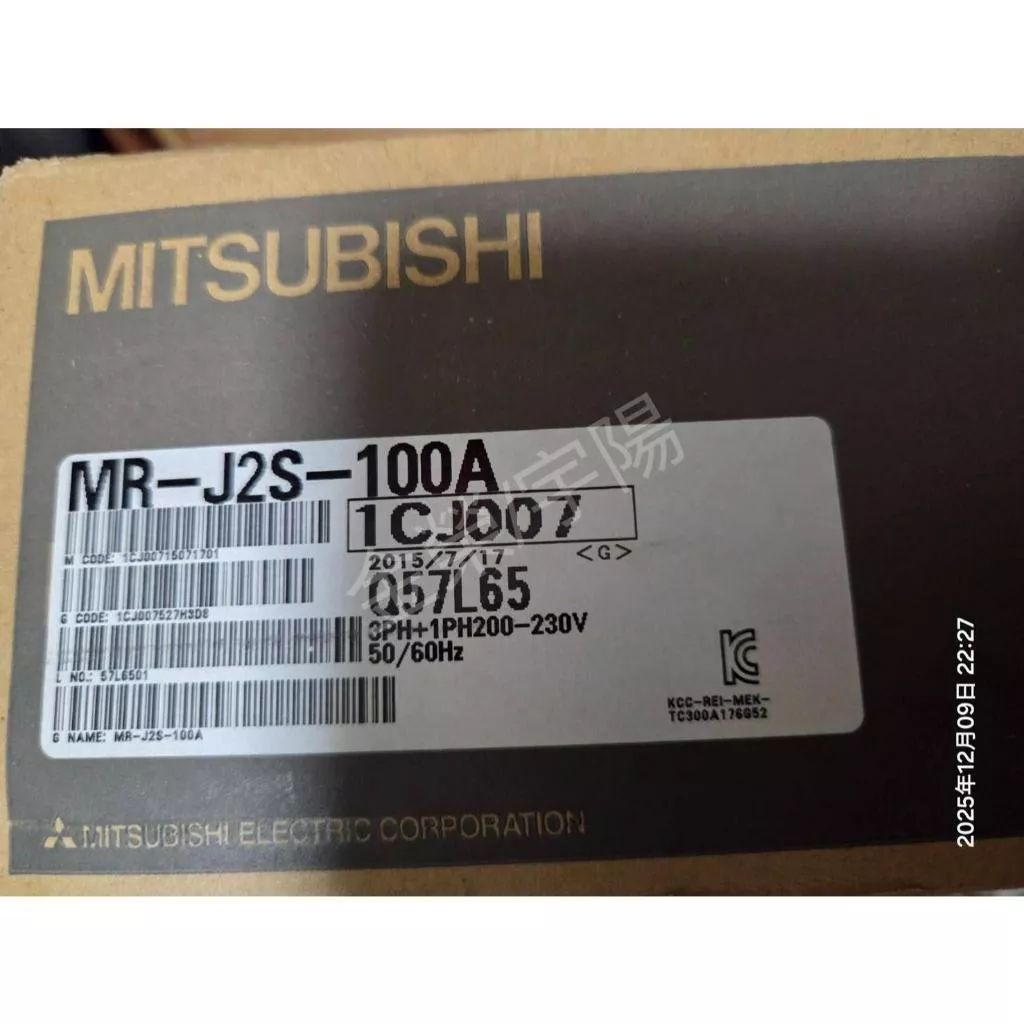 MITSUBISHI
MR-J2S-100A
1CJ007
M CODE: 1CJ00715071701
2015/7/17 <G>
Q57L65
G CODE: 1CJ007527H3D8
3PH+1PH200-230V
50/60Hz
L NO.: 57L6501
KCC-REI-MEK-
TC300A176G52
G NAME: MR-J2S-100A
MITSUBISHI ELECTRIC CORPORATION
2025年12月09日 22:27
宇陽